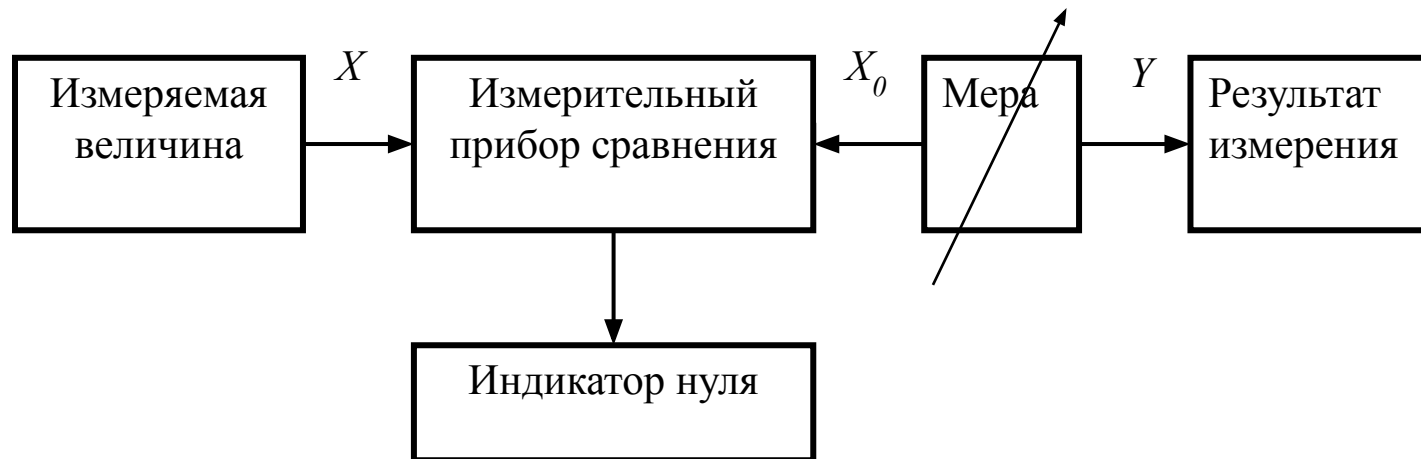 Измеряемая
величина
X
Измерительный
прибор сравнения
X₀
Мера
Y
Результат
измерения
Индикатор нуля